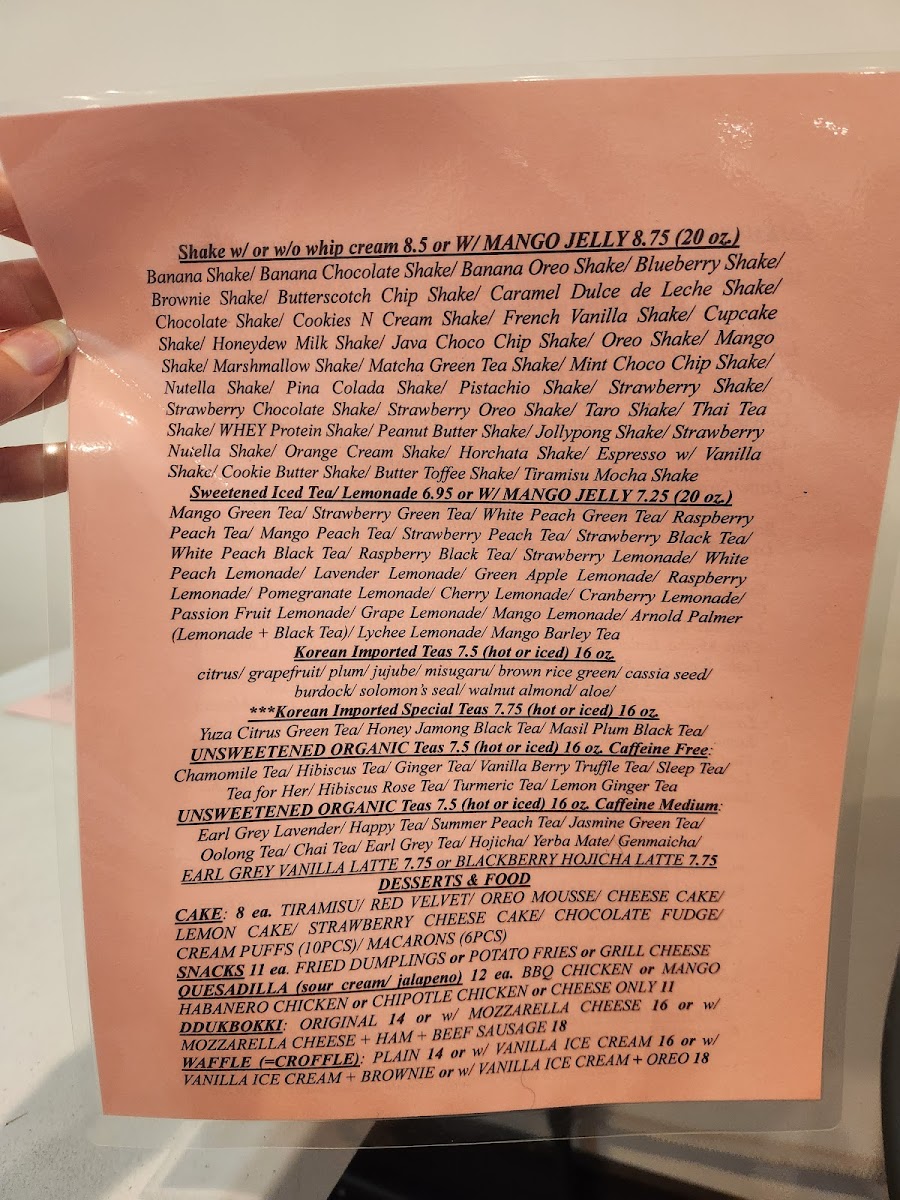 Shake w/ or w/o whip cream 8.5 or W/ MANGO JELLY 8.75 (20 oz.)
Banana Shake/ Banana Chocolate Shake/ Banana Oreo Shake/ Blueberry Shake/
Brownie Shake/ Butterscotch Chip Shake/ Caramel Dulce de Leche Shake/
Chocolate Shake/ Cookies N Cream Shake/ French Vanilla Shake/ Cupcake
Shake/ Honeydew Milk Shake/ Java Choco Chip Shake/ Oreo Shake/ Mango
Shake/ Marshmallow Shake/ Matcha Green Tea Shake/ Mint Choco Chip Shake/
Nutella Shake/ Pina Colada Shake/ Pistachio Shake/ Strawberry Shake/
Strawberry Chocolate Shake/ Strawberry Oreo Shake/ Taro Shake/ Thai Tea
Shake/ WHEY Protein Shake/ Peanut Butter Shake/ Jollypong Shake/ Strawberry
Nutella Shake/ Orange Cream Shake/ Horchata Shake/ Espresso w/ Vanilla
Shake/ Cookie Butter Shake/ Butter Toffee Shake/ Tiramisu Mocha Shake
Sweetened Iced Tea/ Lemonade 6.95 or W/ MANGO JELLY 7.25 (20 oz.)
Mango Green Tea/ Strawberry Green Tea/ White Peach Green Tea/ Raspberry
Peach Tea/ Mango Peach Tea/ Strawberry Peach Tea/ Strawberry Black Tea/
White Peach Black Tea/ Raspberry Black Tea/ Strawberry Lemonade/ White
Peach Lemonade/ Lavender Lemonade/ Green Apple Lemonade/ Raspberry
Lemonade/ Pomegranate Lemonade/ Cherry Lemonade/ Cranberry Lemonade/
Passion Fruit Lemonade/ Grape Lemonade/ Mango Lemonade/ Arnold Palmer
(Lemonade + Black Tea)/ Lychee Lemonade/ Mango Barley Tea
Korean Imported Teas 7.5 (hot or iced) 16 oz.
citrus/ grapefruit/ plum/ jujube/ misugaru/ brown rice green/ cassia seed/
burdock/ solomon's seal/ walnut almond/ aloe/
***Korean Imported Special Teas 7.75 (hot or iced) 16 oz.
Yuza Citrus Green Tea/ Honey Jamong Black Tea/ Masil Plum Black Tea/
UNSWEETENED ORGANIC Teas 7.5 (hot or iced) 16 oz. Caffeine Free:
Chamomile Tea/ Hibiscus Tea/ Ginger Tea/ Vanilla Berry Truffle Tea/ Sleep Tea/
Tea for Her/ Hibiscus Rose Tea/ Turmeric Tea/ Lemon Ginger Tea
UNSWEETENED ORGANIC Teas 7.5 (hot or iced) 16 oz. Caffeine Medium:
Earl Grey Lavender/ Happy Tea/ Summer Peach Tea/ Jasmine Green Tea/
Oolong Tea/ Chai Tea/ Earl Grey Tea/ Hojicha/ Yerba Mate/ Genmaicha/
EARL GREY VANILLA LATTE 7.75 or BLACKBERRY HOJICHA LATTE 7.75
DESSERTS & FOOD
CAKE: 8 ea. TIRAMISU/ RED VELVET/ OREO MOUSSE/ CHEESE CAKE/
LEMON CAKE/ STRAWBERRY CHEESE CAKE/ CHOCOLATE FUDGE/
CREAM PUFFS (10PCS)/ MACARONS (6PCS)
SNACKS 11 ea. FRIED DUMPLINGS or POTATO FRIES or GRILL CHEESE
QUESADILLA (sour cream/ jalapeno) 12 ea. BBQ CHICKEN or MANGO
HABANERO CHICKEN or CHIPOTLE CHICKEN or CHEESE ONLY 11
DDUKBOKKI: ORIGINAL 14 or w/ MOZZARELLA CHEESE 16 or w/
MOZZARELLA CHEESE + HAM + BEEF SAUSAGE 18
WAFFLE (=CROFFLE): PLAIN 14 or w/ VANILLA ICE CREAM 16 or w/
VANILLA ICE CREAM + BROWNIE or w/ VANILLA ICE CREAM + OREO 18